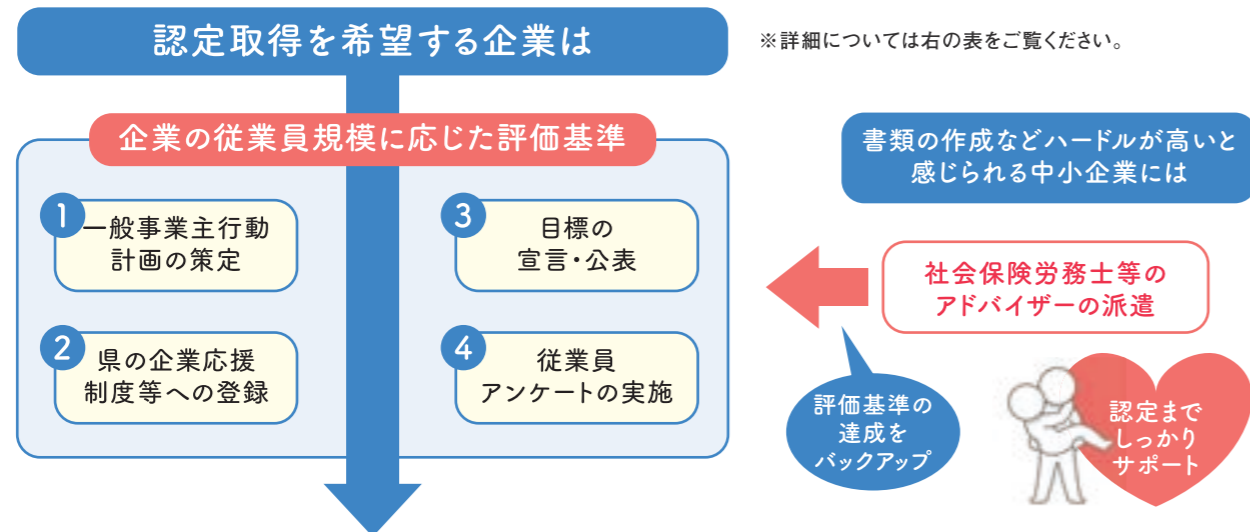 認定取得を希望する企業は
※詳細については右の表をご覧ください。
企業の従業員規模に応じた評価基準
1
一般事業主行動
計画の策定
2
県の企業応援
制度等への登録
3
目標の
宣言・公表
4
従業員
アンケートの実施
書類の作成などハードルが高いと
感じられる中小企業には
社会保険労務士等の
アドバイザーの派遣
評価基準の
達成を
バックアップ
認定まで
しっかり
サポート